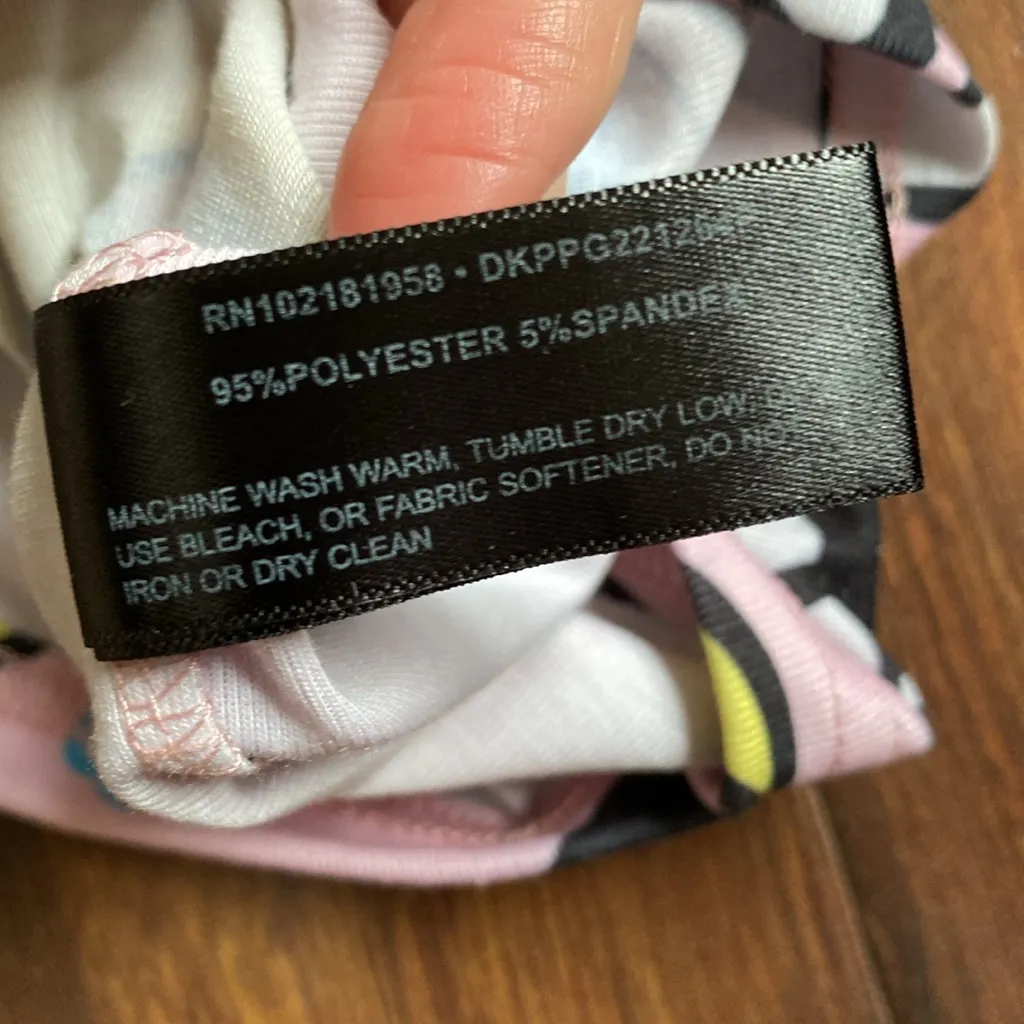 RN102181958 •
95%POLYESTER 5%SPANDEX
MACHINE WASH WARM, TUMBLE DRY LOW,
USE BLEACH, OR FABRIC SOFTENER, DO NOT
IRON OR DRY CLEAN